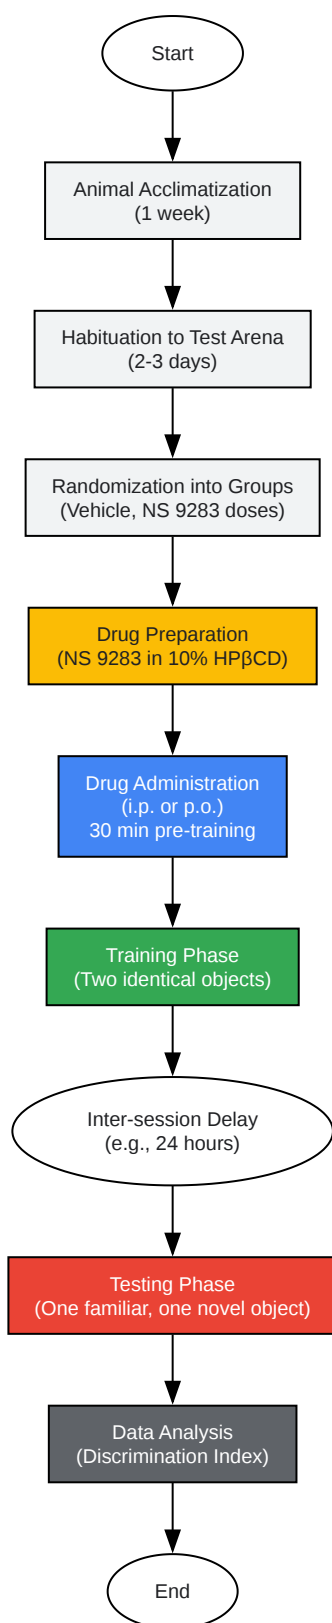 Start
Animal Acclimatization
(1 week)
Habituation to Test Arena
(2-3 days)
Randomization into Groups
(Vehicle, NS 9283 doses)
Drug Preparation
(NS 9283 in 10% HPβCD)
Drug Administration
(i.p. or p.o.)
30 min pre-training
Training Phase
(Two identical objects)
Inter-session Delay
(e.g., 24 hours)
Testing Phase
(One familiar, one novel object)
Data Analysis
(Discrimination Index)
End